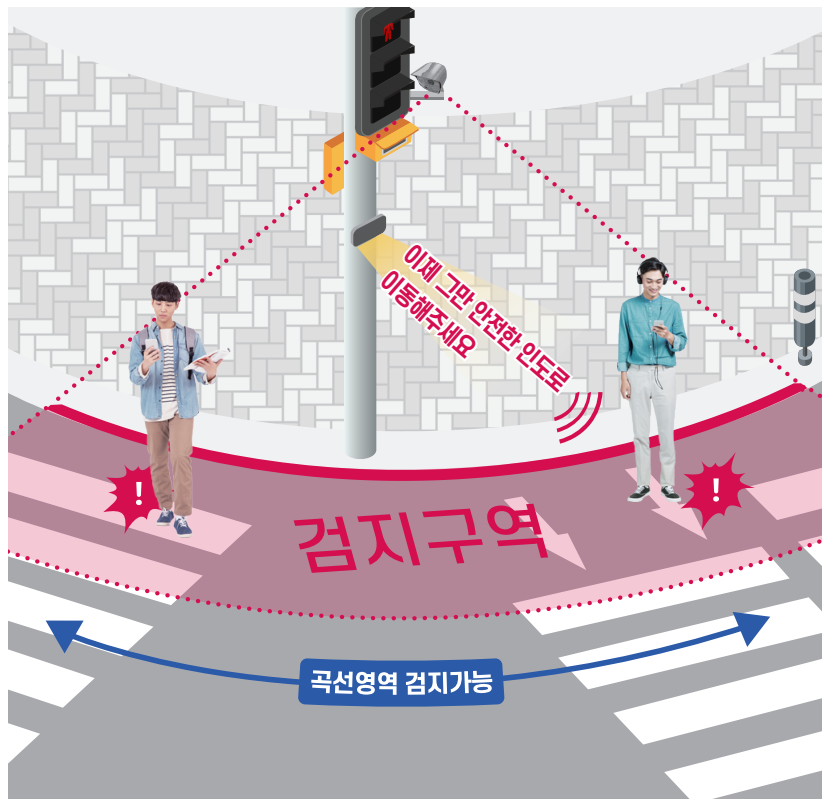 이제 그만 안전한 인도로
이동해주세요
!
!
검지구역
곡선영역 검지가능